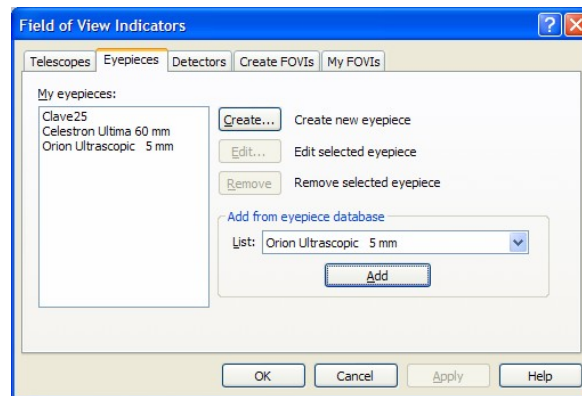 Field of View Indicators
Telescopes Eyepieces Detectors Create FOVIs My FOVIs
My eyepieces:
Clave25
Celestron Ultima 60 mm
Orion Ultrascopic 5 mm
Create... Create new eyepiece
Edit... Edit selected eyepiece
Remove Remove selected eyepiece
Add from eyepiece database
List: Orion Ultrascopic 5 mm
Add
OK Cancel Apply Help